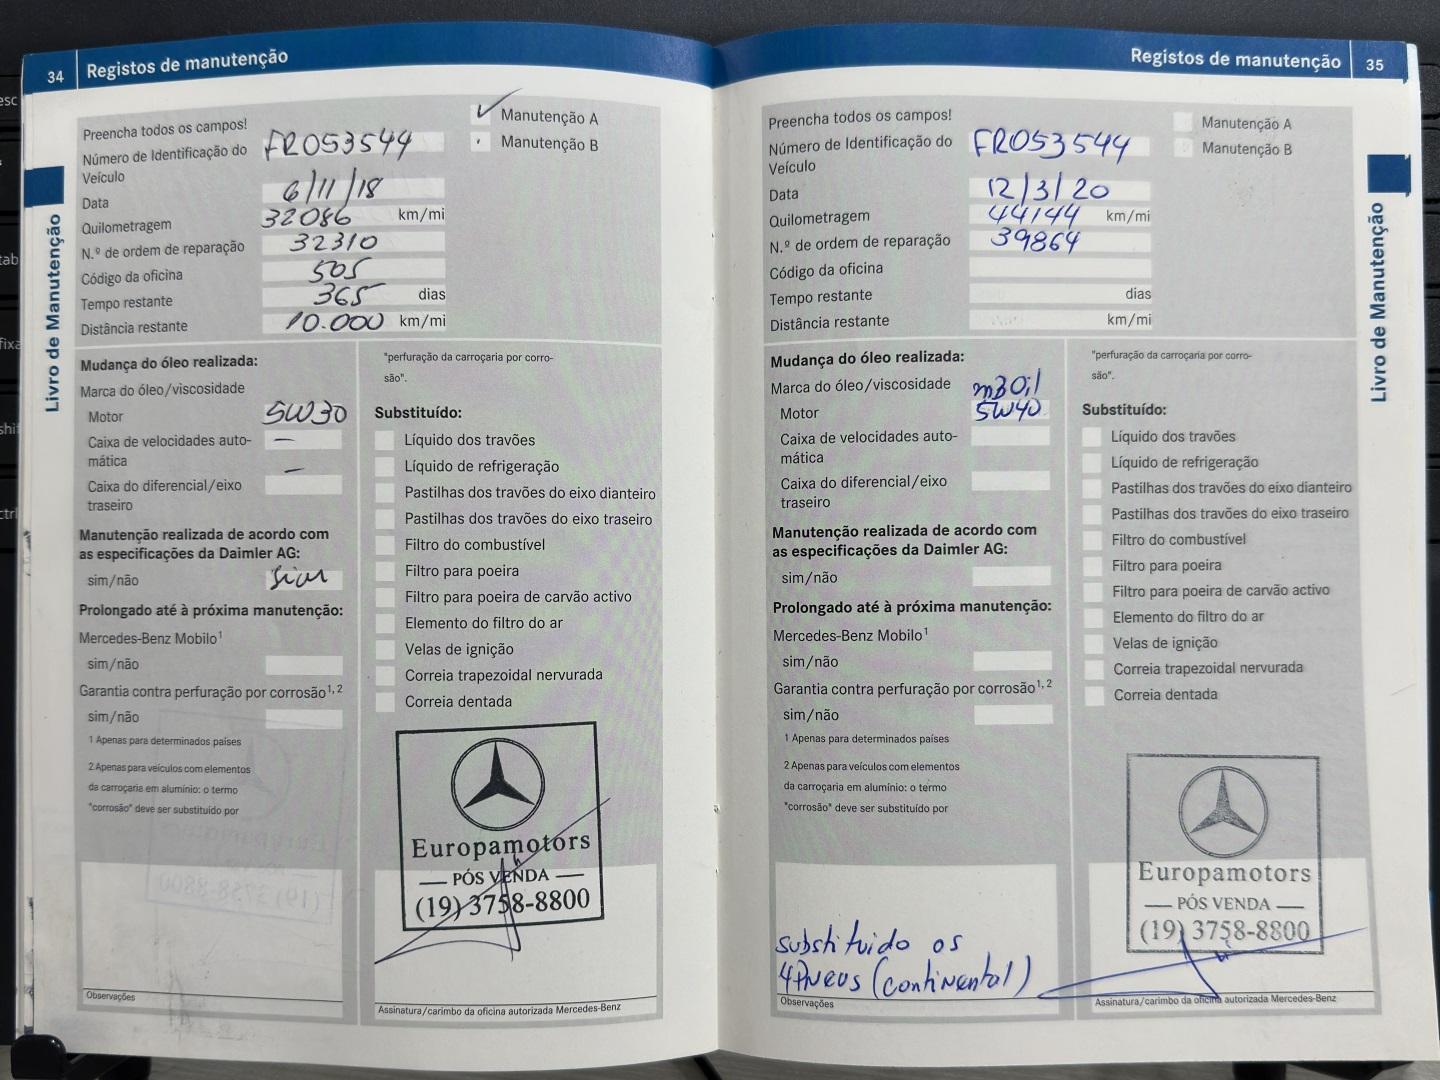 34 Registos de manutenção
Preencha todos os campos!
Número de Identificação do Veículo FR053544
Data 6/11/18
Quilometragem 32086 km/mi
N.º de ordem de reparação 32310
Código da oficina 505
Tempo restante 365 dias
Distância restante 10.000 km/mi
✓ Manutenção A
Manutenção B
Livro de Manutenção
Mudança do óleo realizada:
Marca do óleo/viscosidade
Motor 5W30
Caixa de velocidades auto-
mática –
Caixa do diferencial/eixo
traseiro –
Manutenção realizada de acordo com
as especificações da Daimler AG:
sim/não sim
Prolongado até à próxima manutenção:
Mercedes-Benz Mobilo1
sim/não
Garantia contra perfuração por corrosão1, 2
sim/não
1 Apenas para determinados países
2 Apenas para veículos com elementos
da carroçaria em alumínio: o termo
"corrosão" deve ser substituído por
"perfuração da carroçaria por corro-
são".
Substituído:
Líquido dos travões
Líquido de refrigeração
Pastilhas dos travões do eixo dianteiro
Pastilhas dos travões do eixo traseiro
Filtro do combustível
Filtro para poeira
Filtro para poeira de carvão activo
Elemento do filtro do ar
Velas de ignição
Correia trapezoidal nervurada
Correia dentada
Europamotors
PÓS VENDA
(19) 3758-8800
Observações
Assinatura/carimbo da oficina autorizada Mercedes-Benz
Registos de manutenção 35
Preencha todos os campos!
Número de Identificação do Veículo FR053544
Data 12/3/20
Quilometragem 44144 km/mi
N.º de ordem de reparação 39864
Código da oficina
Tempo restante dias
Distância restante km/mi
Manutenção A
Manutenção B
Livro de Manutenção
Mudança do óleo realizada:
Marca do óleo/viscosidade
Motor 5W40
Caixa de velocidades auto-
mática
Caixa do diferencial/eixo
traseiro
Manutenção realizada de acordo com
as especificações da Daimler AG:
sim/não
Prolongado até à próxima manutenção:
Mercedes-Benz Mobilo1
sim/não
Garantia contra perfuração por corrosão1, 2
sim/não
1 Apenas para determinados países
2 Apenas para veículos com elementos
da carroçaria em alumínio: o termo
"corrosão" deve ser substituído por
"perfuração da carroçaria por corro-
são".
Substituído:
Líquido dos travões
Líquido de refrigeração
Pastilhas dos travões do eixo dianteiro
Pastilhas dos travões do eixo traseiro
Filtro do combustível
Filtro para poeira
Filtro para poeira de carvão activo
Elemento do filtro do ar
Velas de ignição
Correia trapezoidal nervurada
Correia dentada
Europamotors
PÓS VENDA
(19) 3758-8800
substituido os
4 Pneus (continental)
Observações
Assinatura/carimbo da oficina autorizada Mercedes-Benz